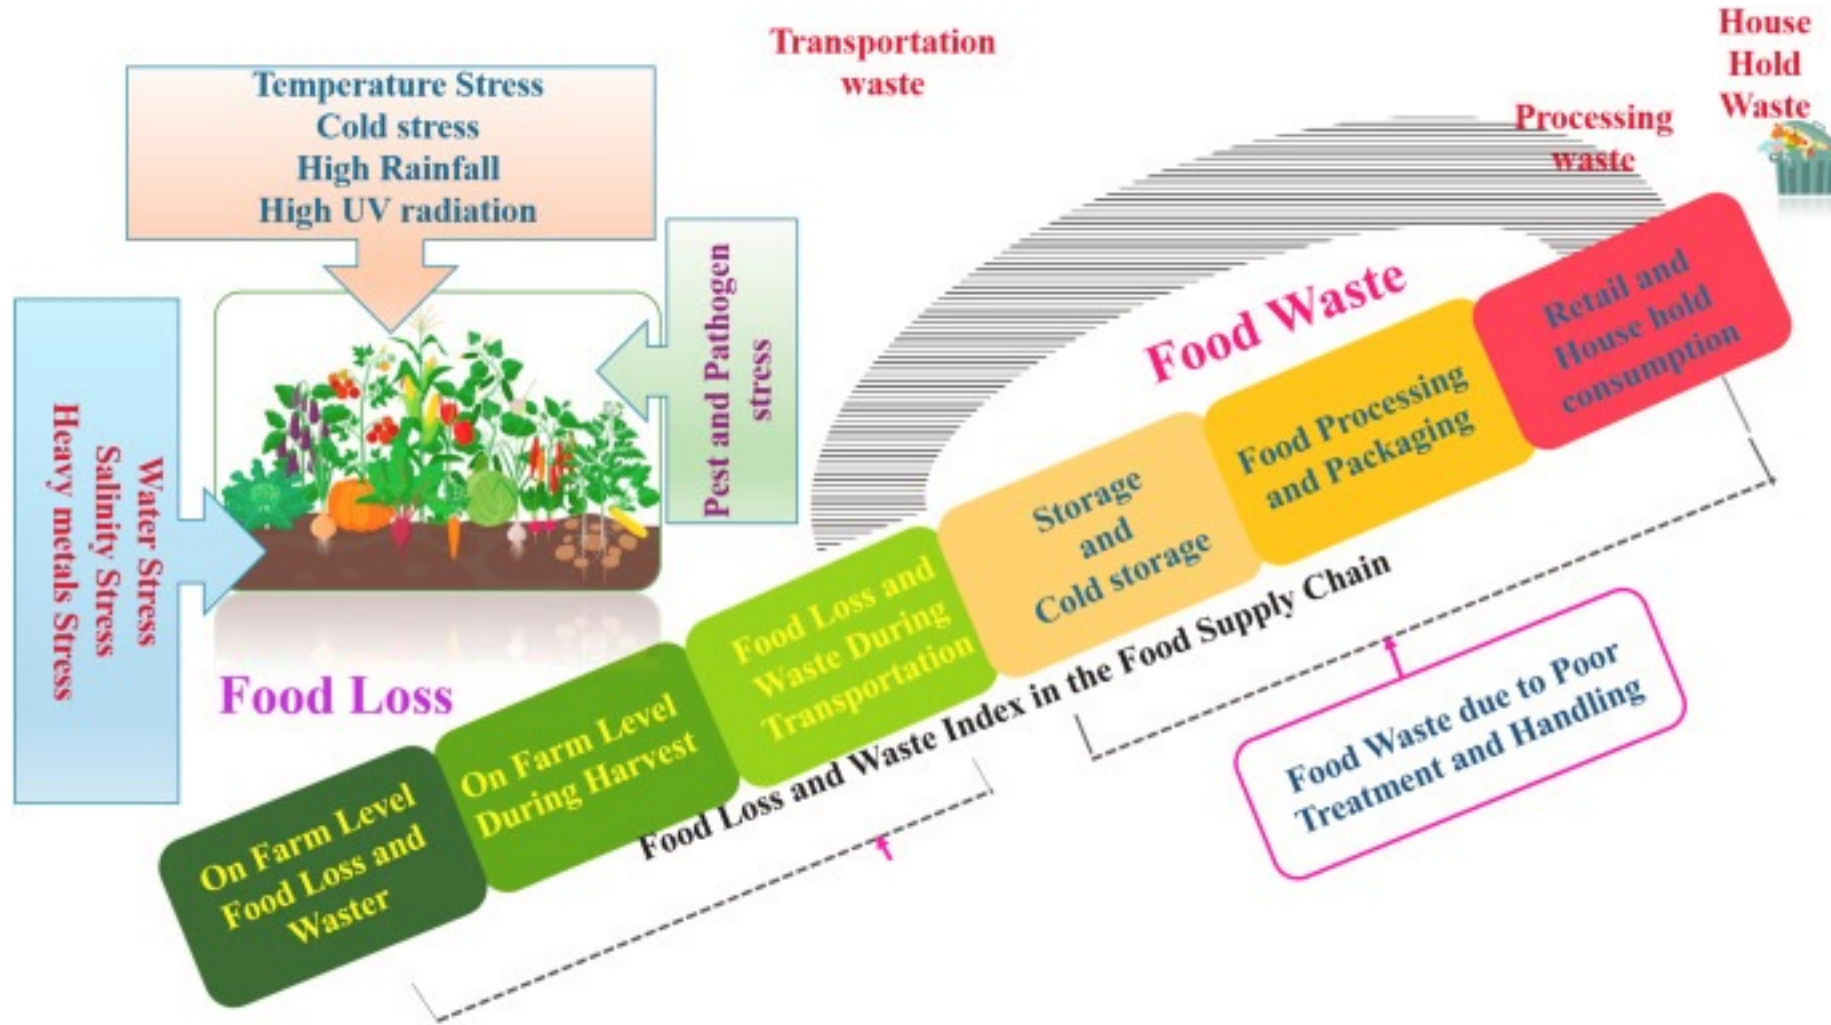 Transportation
waste
House
Hold
Waste
Processing
waste
Temperature Stress
Cold stress
High Rainfall
High UV radiation
Pest and Pathogen
stress
Water Stress
Salinity Stress
Heavy metals Stress
Food Loss
Food Waste
On Farm Level
Food Loss and
Waster
On Farm Level
During Harvest
Food Loss and
Waste During
Transportation
Storage
and
Cold storage
Food Processing
and Packaging
Retail and
House hold
consumption
Food Loss and Waste Index in the Food Supply Chain
Food Waste due to Poor
Treatment and Handling